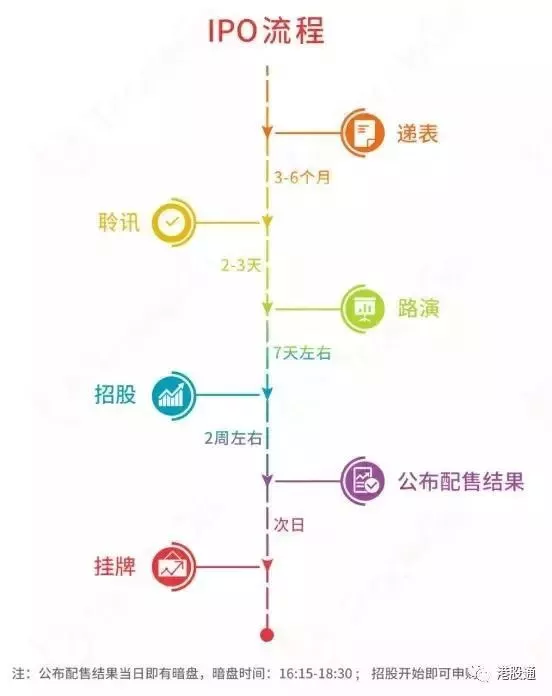 IPO流程
递表
3-6个月
聆讯
2-3天
路演
7天左右
招股
2周左右
公布配售结果
次日
挂牌
注：公布配售结果当日即有暗盘，暗盘时间：16:15-18:30；招股开始即可申
港股通